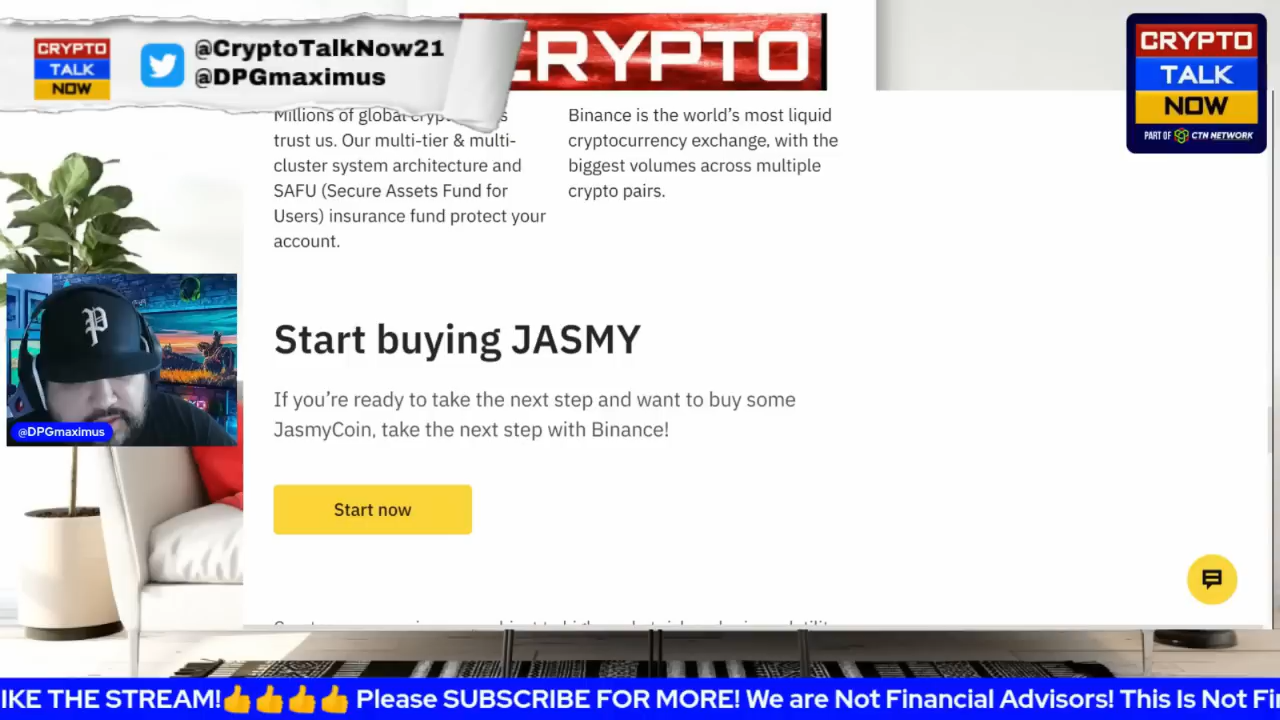 CRYPTO
TALK
NOW
@CryptoTalkNow21
@DPGmaximus
CRYPTO
CRYPTO
TALK
NOW
PART OF CTN NETWORK
Millions of global
trust us. Our multi-tier & multi-
cluster system architecture and
SAFU (Secure Assets Fund for
Users) insurance fund protect your
account.
Binance is the world's most liquid
cryptocurrency exchange, with the
biggest volumes across multiple
crypto pairs.
Start buying JASMY
If you're ready to take the next step and want to buy some
JasmyCoin, take the next step with Binance!
Start now
P
@DPGmaximus
IKE THE STREAM!👍👍👍👍 Please SUBSCRIBE FOR MORE! We are Not Financial Advisors! This Is Not Fi